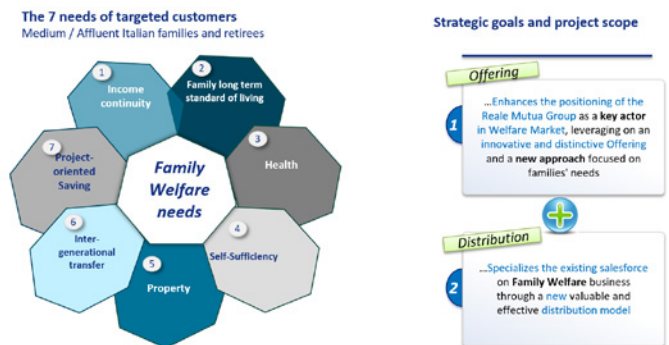 The 7 needs of targeted customers
Medium / Affluent Italian families and retirees
1
Income
continuity
2
Family long term
standard of living
3
Health
4
Self-Sufficiency
5
Property
6
Inter-
generational
transfer
7
Project-
oriented
Saving
Family
Welfare
needs
Strategic goals and project scope
Offering
1
...Enhances the positioning of the
Reale Mutua Group as a key actor
in Welfare Market, leveraging on an
innovative and distinctive Offering
and a new approach focused on
families' needs
Distribution
2
...Specializes the existing salesforce
on Family Welfare business
through a new valuable and
effective distribution model